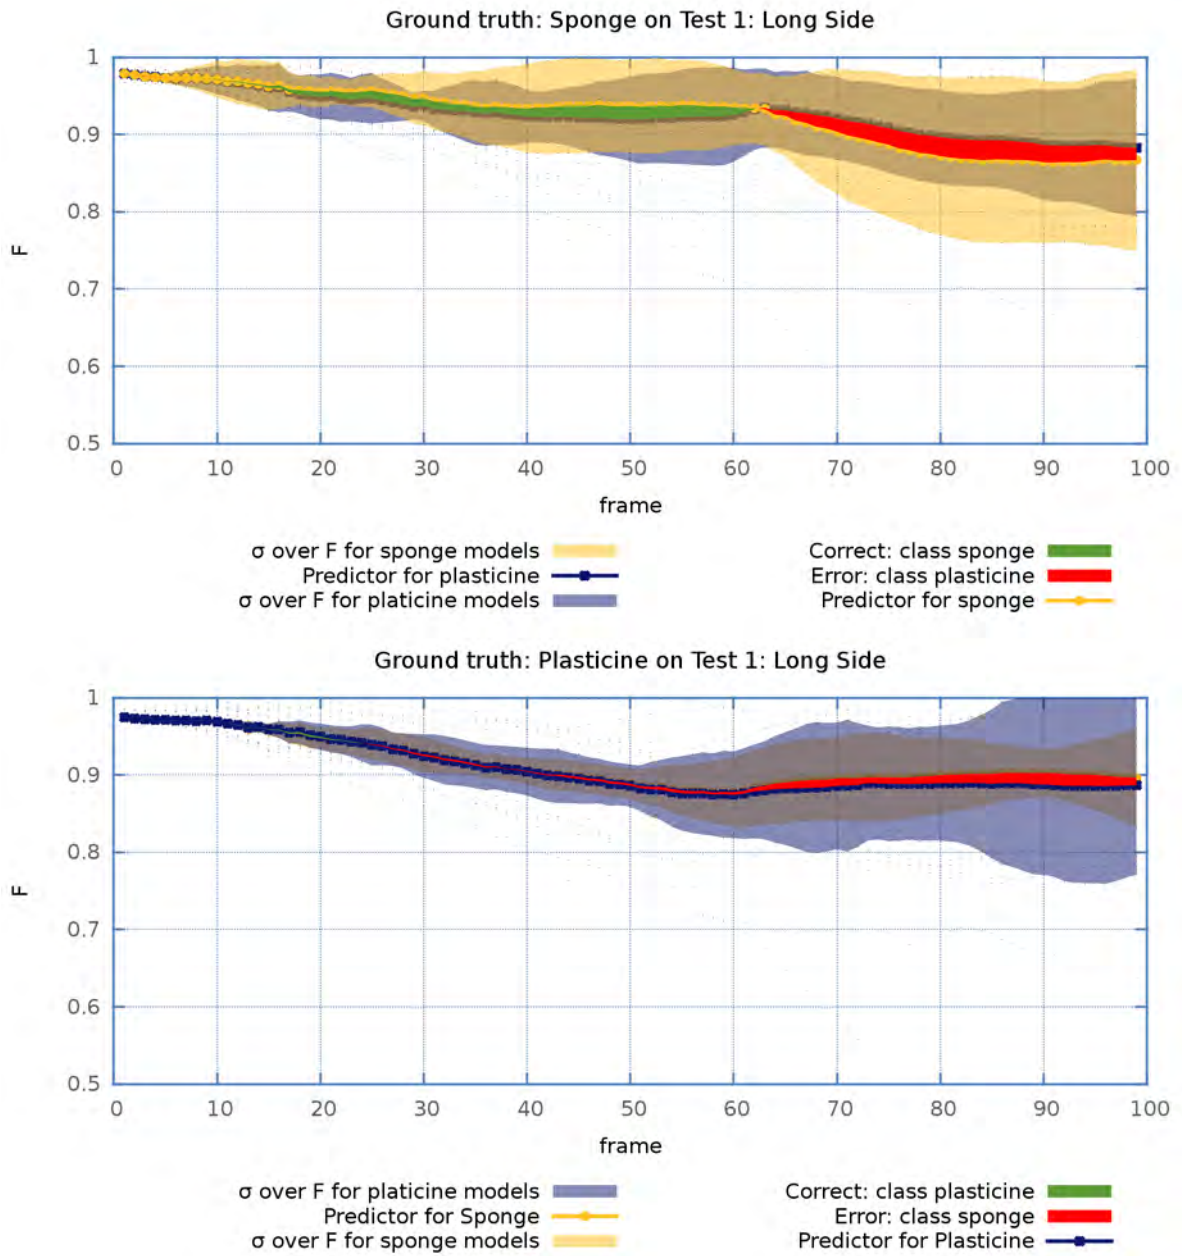 Ground truth: Sponge on Test 1: Long Side
1
0.9
0.8
0.7
0.6
0.5
F
0 10 20 30 40 50 60 70 80 90 100
frame
σ over F for sponge models
Predictor for plasticine
σ over F for platicine models
Correct: class sponge
Error: class plasticine
Predictor for sponge
Ground truth: Plasticine on Test 1: Long Side
1
0.9
0.8
0.7
0.6
0.5
F
0 10 20 30 40 50 60 70 80 90 100
frame
σ over F for platicine models
Predictor for Sponge
σ over F for sponge models
Correct: class plasticine
Error: class sponge
Predictor for Plasticine